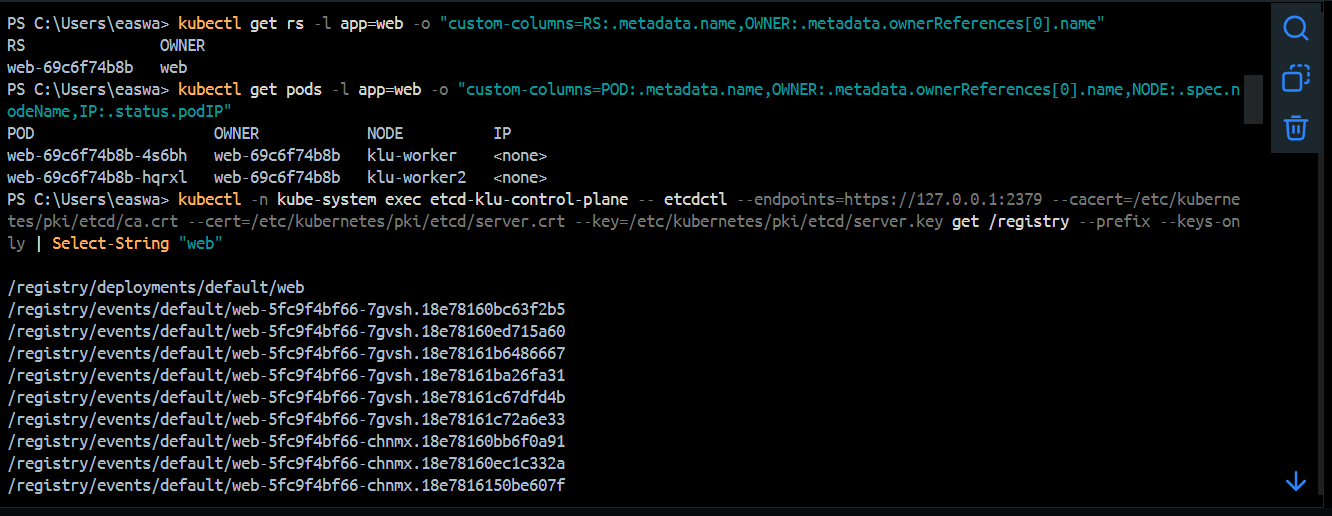 PS C:\Users\easwa> kubectl get rs -l app=web -o "custom-columns=RS:.metadata.name,OWNER:.metadata.ownerReferences[0].name"
RS OWNER
web-69c6f74b8b web
PS C:\Users\easwa> kubectl get pods -l app=web -o "custom-columns=POD:.metadata.name,OWNER:.metadata.ownerReferences[0].name,NODE:.spec.n
odeName,IP:.status.podIP"
POD OWNER NODE IP
web-69c6f74b8b-4s6bh web-69c6f74b8b klu-worker <none>
web-69c6f74b8b-hqrxl web-69c6f74b8b klu-worker2 <none>
PS C:\Users\easwa> kubectl -n kube-system exec etcd-klu-control-plane -- etcdctl --endpoints=https://127.0.0.1:2379 --cacert=/etc/kuberne
tes/pki/etcd/ca.crt --cert=/etc/kubernetes/pki/etcd/server.crt --key=/etc/kubernetes/pki/etcd/server.key get /registry --prefix --keys-on
ly | Select-String "web"
/registry/deployments/default/web
/registry/events/default/web-5fc9f4bf66-7gvsh.18e78160bc63f2b5
/registry/events/default/web-5fc9f4bf66-7gvsh.18e78160ed715a60
/registry/events/default/web-5fc9f4bf66-7gvsh.18e78161b6486667
/registry/events/default/web-5fc9f4bf66-7gvsh.18e78161ba26fa31
/registry/events/default/web-5fc9f4bf66-7gvsh.18e78161c67dfd4b
/registry/events/default/web-5fc9f4bf66-7gvsh.18e78161c72a6e33
/registry/events/default/web-5fc9f4bf66-chnmx.18e78160bb6f0a91
/registry/events/default/web-5fc9f4bf66-chnmx.18e78160ec1c332a
/registry/events/default/web-5fc9f4bf66-chnmx.18e7816150be607f